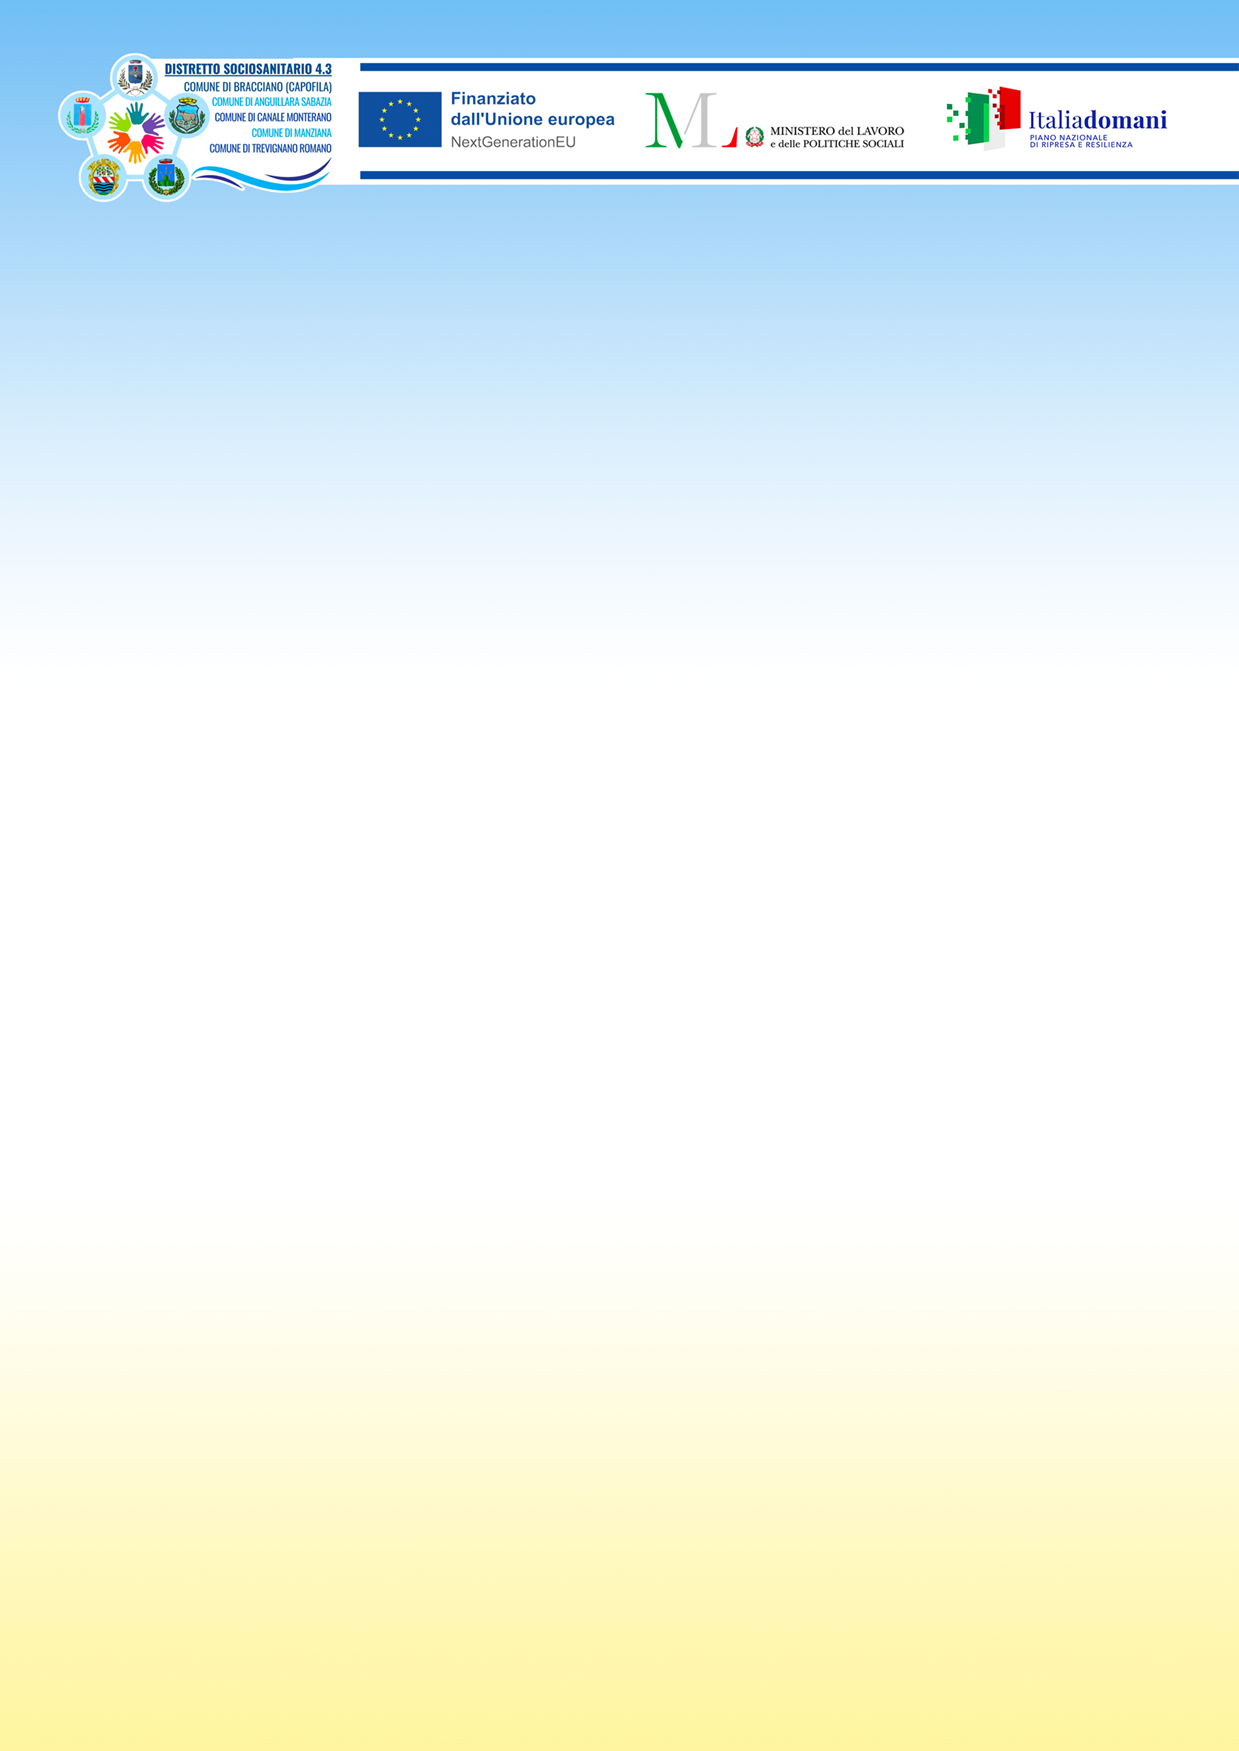 DISTRETTO SOCIOSANITARIO 4.3
COMUNE DI BRACCIANO (CAPOFILA)
COMUNE DI ANGUILLARA SABAZIA
COMUNE DI CANALE MONTERANO
COMUNE DI MANZIANA
COMUNE DI TREVIGNANO ROMANO
Finanziato
dall'Unione europea
NextGenerationEU
ML
MINISTERO del LAVORO
e delle POLITICHE SOCIALI
Italiadomani
PIANO NAZIONALE
DI RIPRESA E RESILIENZA